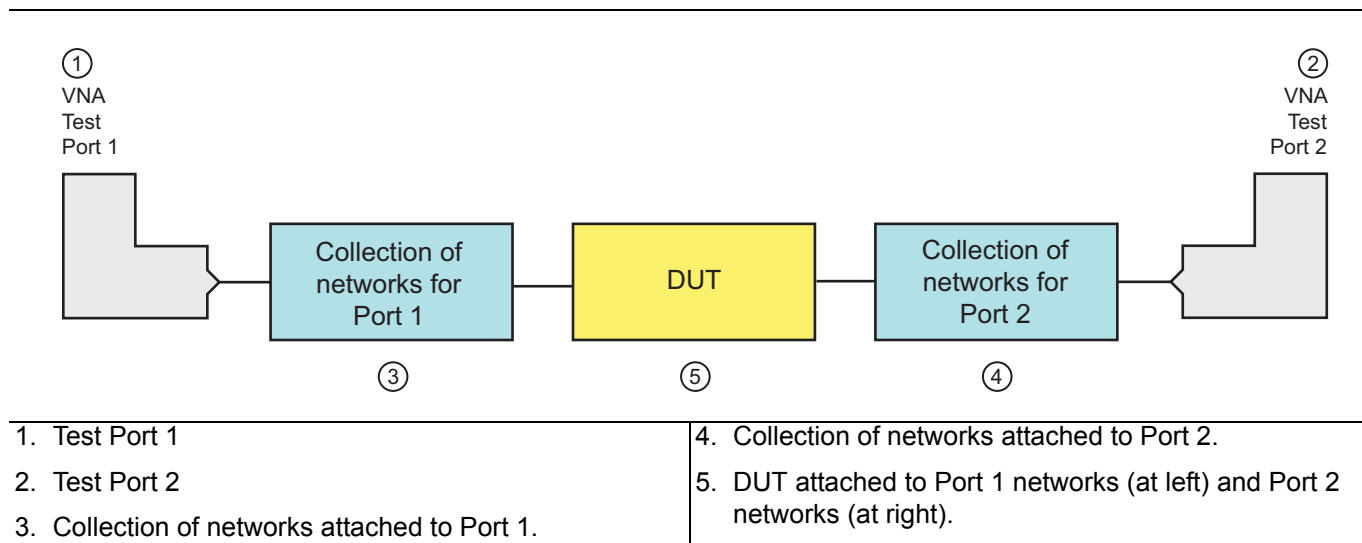 ①
VNA
Test
Port 1
②
VNA
Test
Port 2
Collection of
networks for
Port 1
DUT
Collection of
networks for
Port 2
③
⑤
④
1. Test Port 1
2. Test Port 2
3. Collection of networks attached to Port 1.
4. Collection of networks attached to Port 2.
5. DUT attached to Port 1 networks (at left) and Port 2
networks (at right).